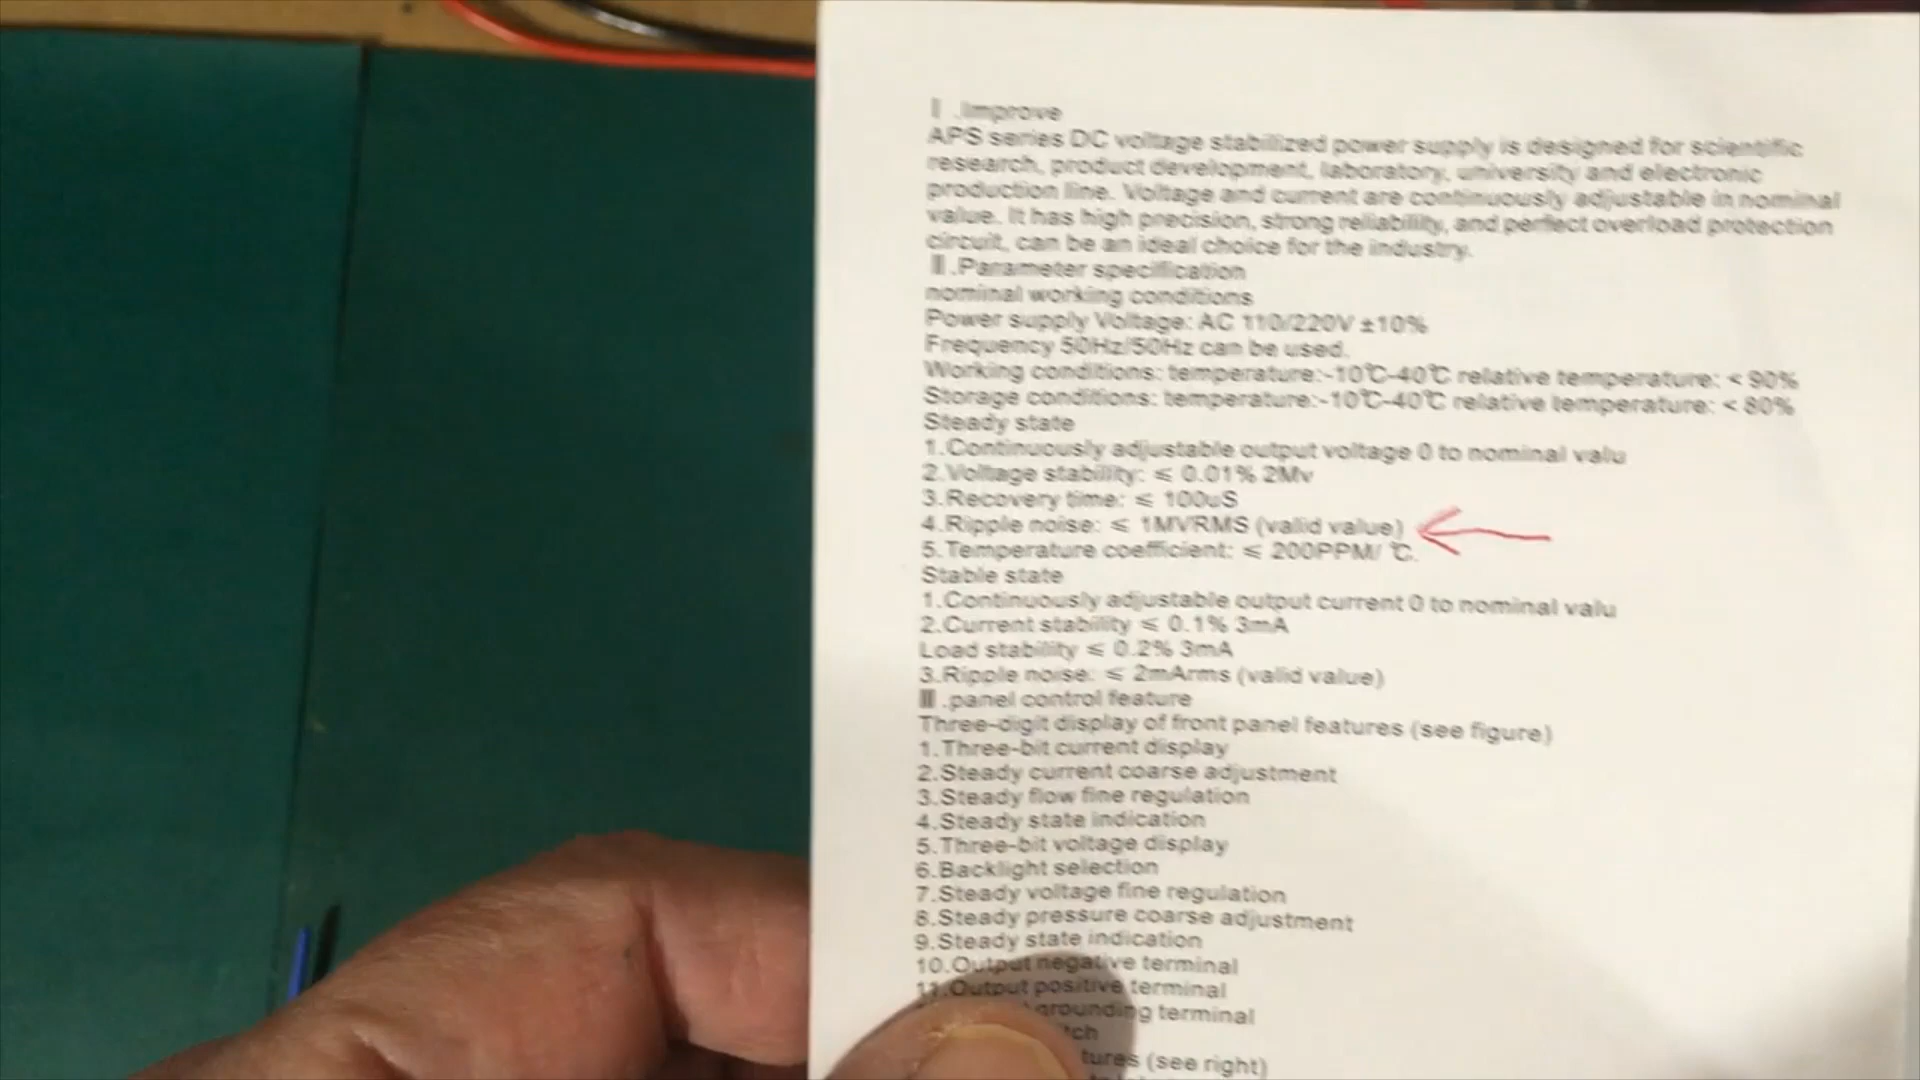 Ⅰ .Improve
APS series DC voltage stabilized power supply is designed for scientific
research, product development, laboratory, university and electronic
production line. Voltage and current are continuously adjustable in nominal
value. It has high precision, strong reliability, and perfect overload protection
circuit, can be an ideal choice for the industry.
Ⅱ .Parameter specification
nominal working conditions
Power supply Voltage: AC 110/220V ±10%
Frequency 50Hz/50Hz can be used.
Working conditions: temperature:-10℃-40℃ relative temperature: < 90%
Storage conditions: temperature:-10℃-40℃ relative temperature: < 80%
Steady state
1.Continuously adjustable output voltage 0 to nominal valu
2.Voltage stability: ≤ 0.01% 2Mv
3.Recovery time: ≤ 100uS
4.Ripple noise: ≤ 1MVRMS (valid value)
5.Temperature coefficient: ≤ 200PPM/ ℃.
Stable state
1.Continuously adjustable output current 0 to nominal valu
2.Current stability ≤ 0.1% 3mA
Load stability ≤ 0.2% 3mA
3.Ripple noise: ≤ 2mArms (valid value)
Ⅲ .panel control feature
Three-digit display of front panel features (see figure)
1.Three-bit current display
2.Steady current coarse adjustment
3.Steady flow fine regulation
4.Steady state indication
5.Three-bit voltage display
6.Backlight selection
7.Steady voltage fine regulation
8.Steady pressure coarse adjustment
9.Steady state indication
10.Output negative terminal
11.Output positive terminal
grounding terminal
(see right)